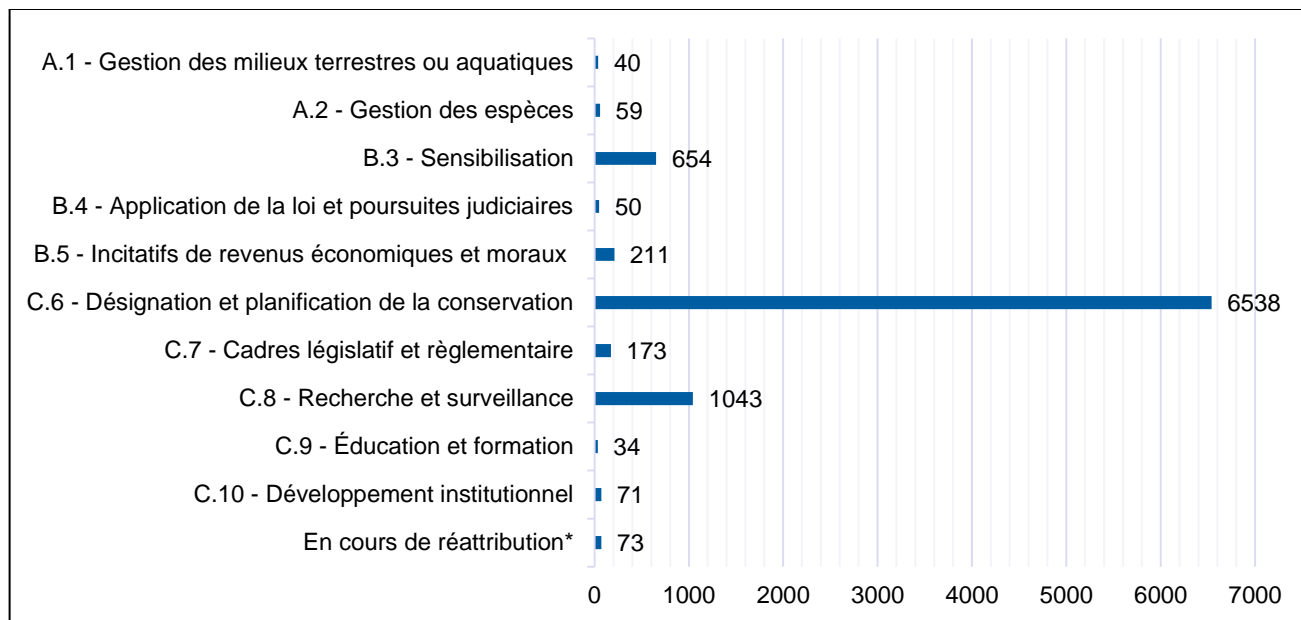 A.1 - Gestion des milieux terrestres ou aquatiques 40
A.2 - Gestion des espèces 59
B.3 - Sensibilisation 654
B.4 - Application de la loi et poursuites judiciaires 50
B.5 - Incitatifs de revenus économiques et moraux 211
C.6 - Désignation et planification de la conservation 6538
C.7 - Cadres législatif et règlementaire 173
C.8 - Recherche et surveillance 1043
C.9 - Éducation et formation 34
C.10 - Développement institutionnel 71
En cours de réattribution* 73
0 1000 2000 3000 4000 5000 6000 7000